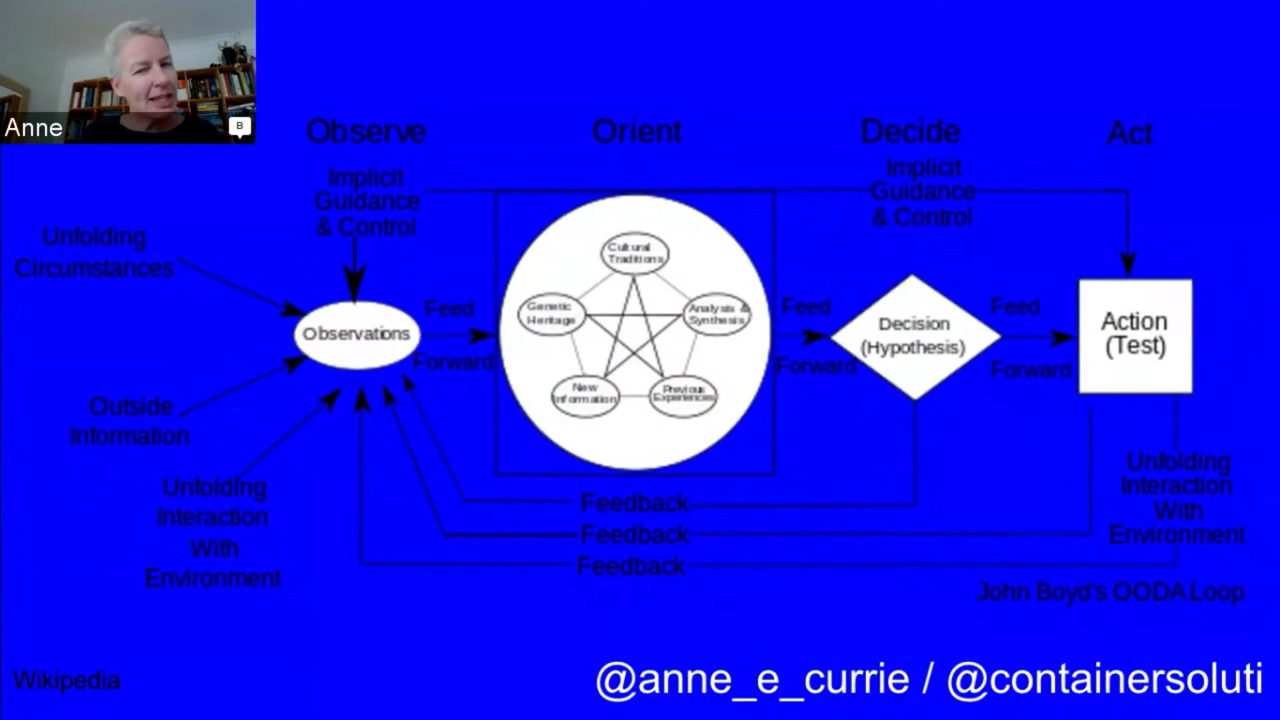 Anne
B
Observe
Orient
Decide
Act
Implicit
Guidance
& Control
Implicit
Guidance
& Control
Unfolding
Circumstances
Observations
Feed
Forward
Cultural
Traditions
Genetic
Heritage
Analysis &
Synthesis
New
Information
Previous
Experiences
Feed
Forward
Decision
(Hypothesis)
Feed
Forward
Action
(Test)
Outside
Information
Unfolding
Interaction
With
Environment
Feedback
Feedback
Feedback
Unfolding
Interaction
With
Environment
John Boyd's OODA Loop
Wikipedia
@anne_e_currie / @containersoluti